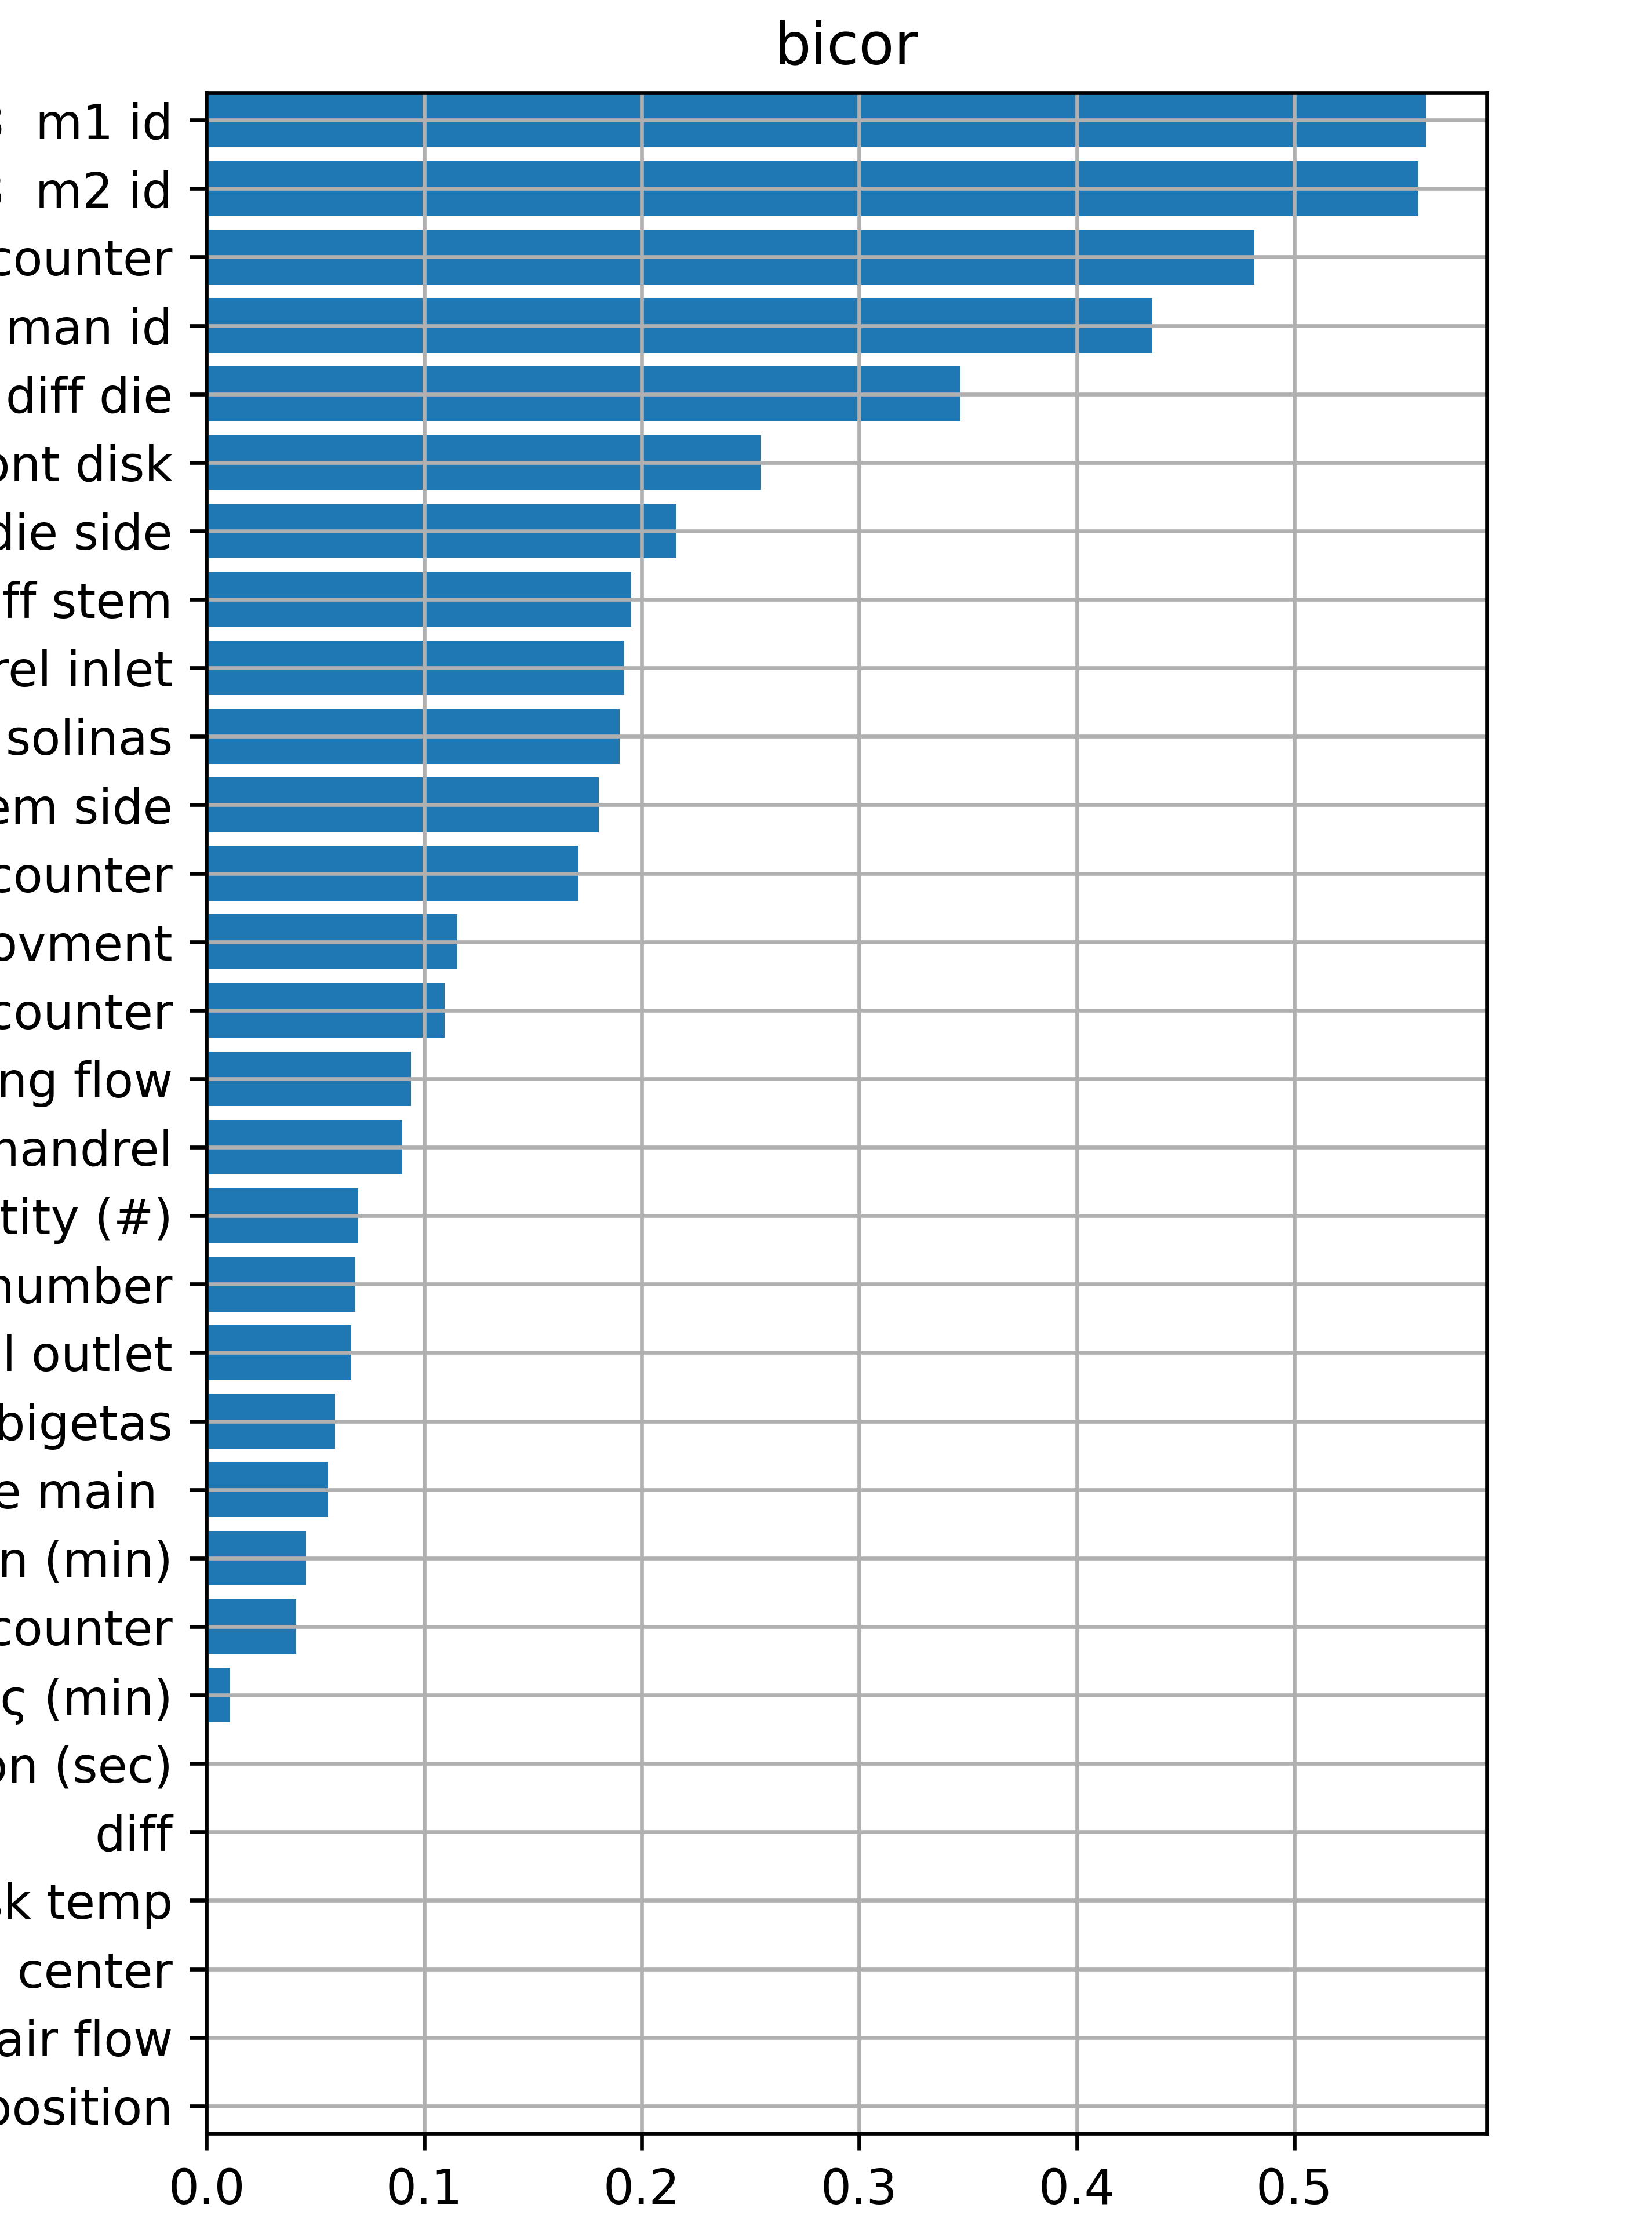 bicor
m1 id
m2 id
counter
man id
diff die
ont disk
die side
ff stem
rel inlet
solinas
em side
counter
ovment
counter
ng flow
mandrel
tity (#)
number
l outlet
bigetas
e main
n (min)
counter
ς (min)
on (sec)
diff
k temp
center
air flow
position
0.0 0.1 0.2 0.3 0.4 0.5